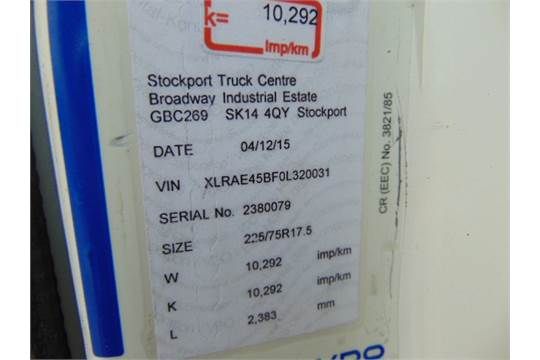 k= 10,292
imp/km
Stockport Truck Centre
Broadway Industrial Estate
GBC269 SK14 4QY Stockport
DATE 04/12/15
VIN XLRAE45BF0L320031
SERIAL No. 2380079
SIZE 225/75R17.5
W 10,292 imp/km
K 10,292 imp/km
L 2,383 mm
CR (EEC) No. 3821/85